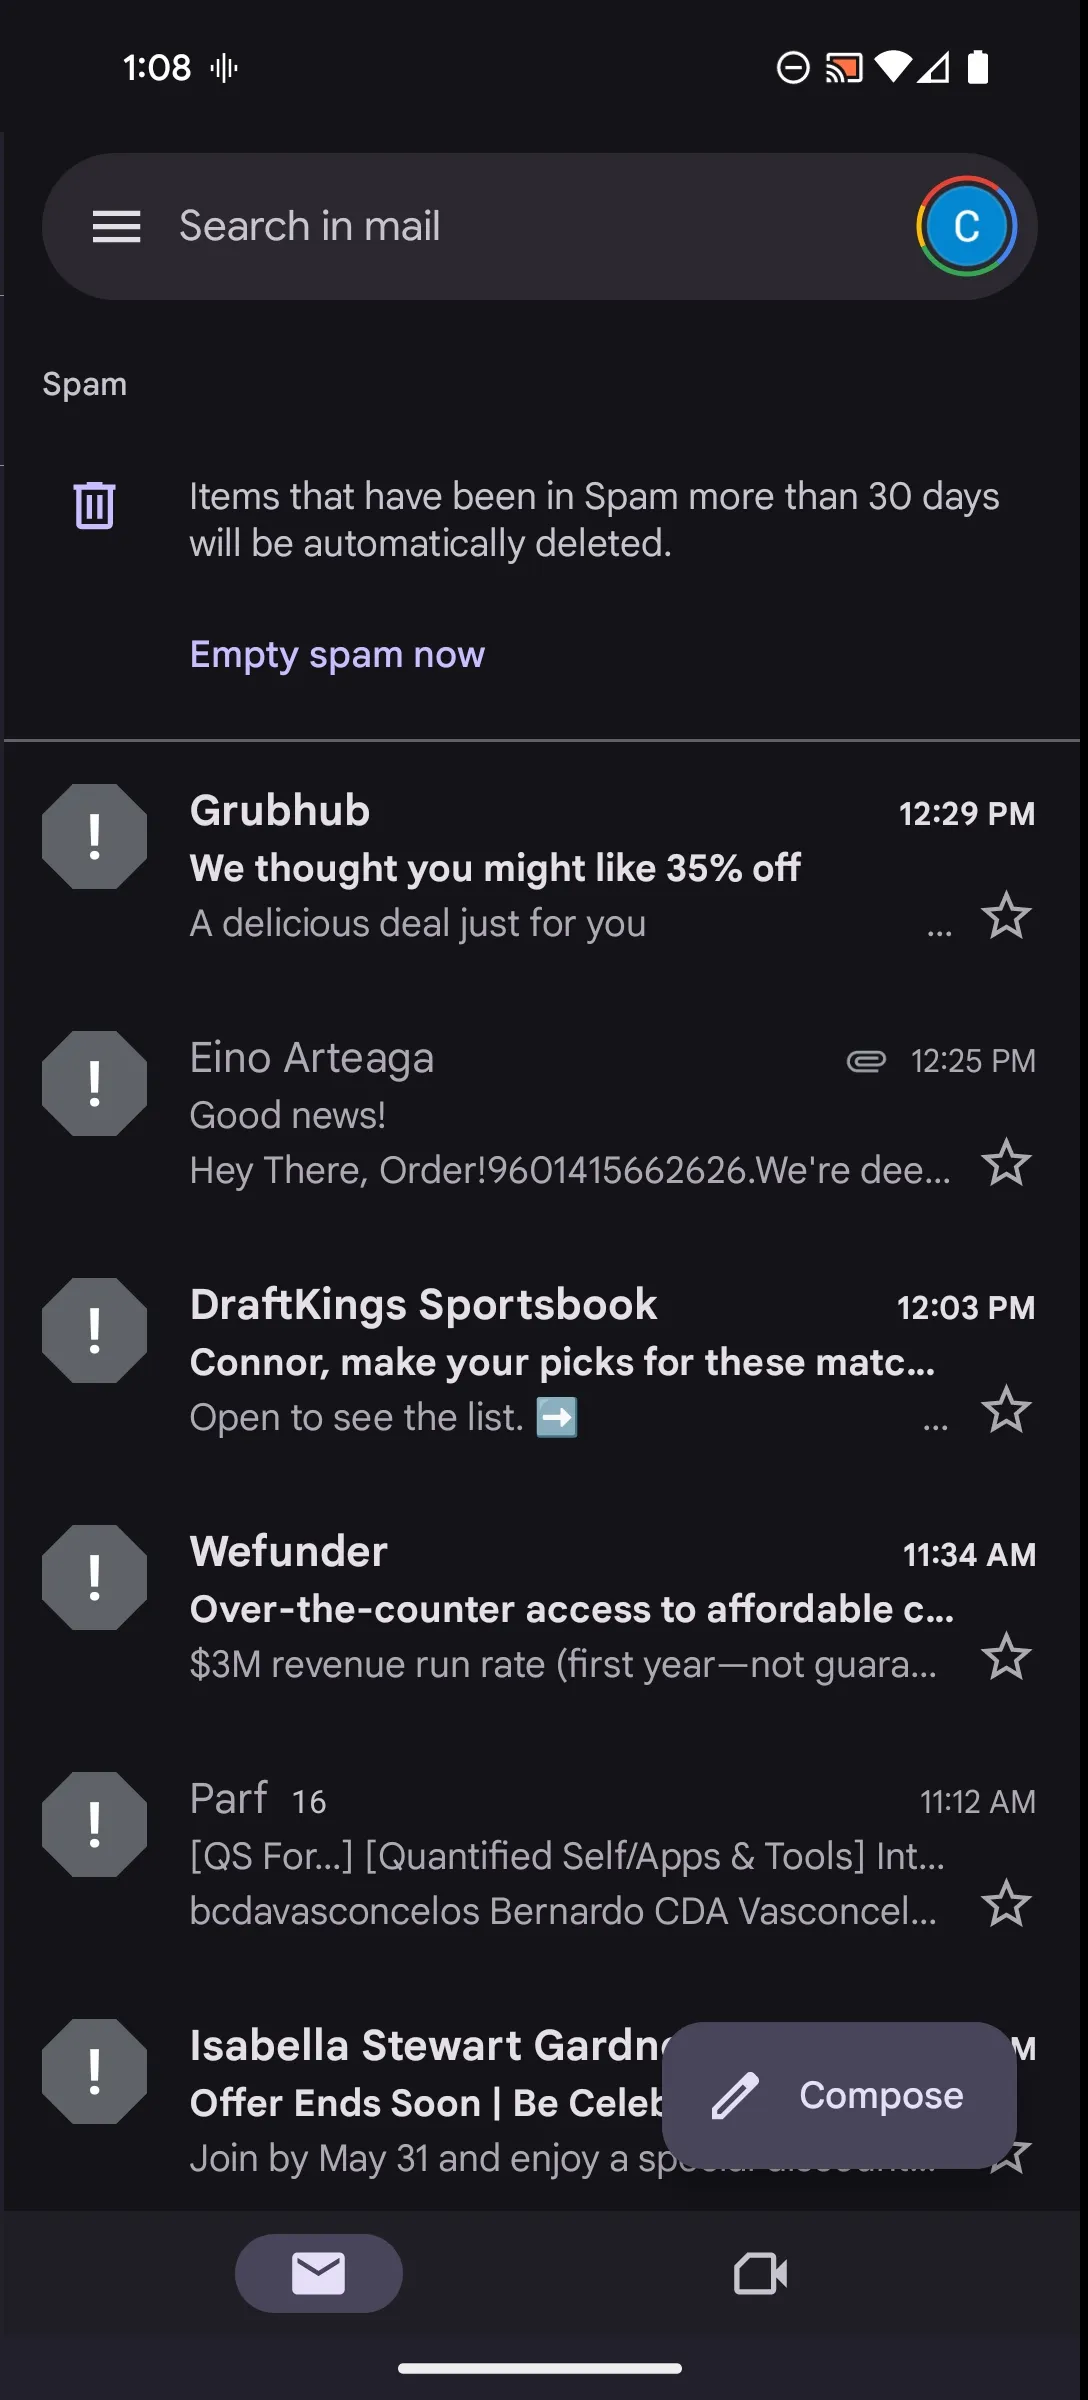 1:08
Search in mail
C
Spam
Items that have been in Spam more than 30 days
will be automatically deleted.
Empty spam now
Grubhub
12:29 PM
We thought you might like 35% off
A delicious deal just for you ...
Eino Arteaga
12:25 PM
Good news!
Hey There, Order!9601415662626.We're dee...
DraftKings Sportsbook
12:03 PM
Connor, make your picks for these matc...
Open to see the list. ➡️ ...
Wefunder
11:34 AM
Over-the-counter access to affordable c...
$3M revenue run rate (first year—not guara...
Parf 16
11:12 AM
[QS For...] [Quantified Self/Apps & Tools] Int...
bcdavasconcelos Bernardo CDA Vasconcel...
Isabella Stewart Gardn
M
Offer Ends Soon | Be Celeb
Join by May 31 and enjoy a
Compose